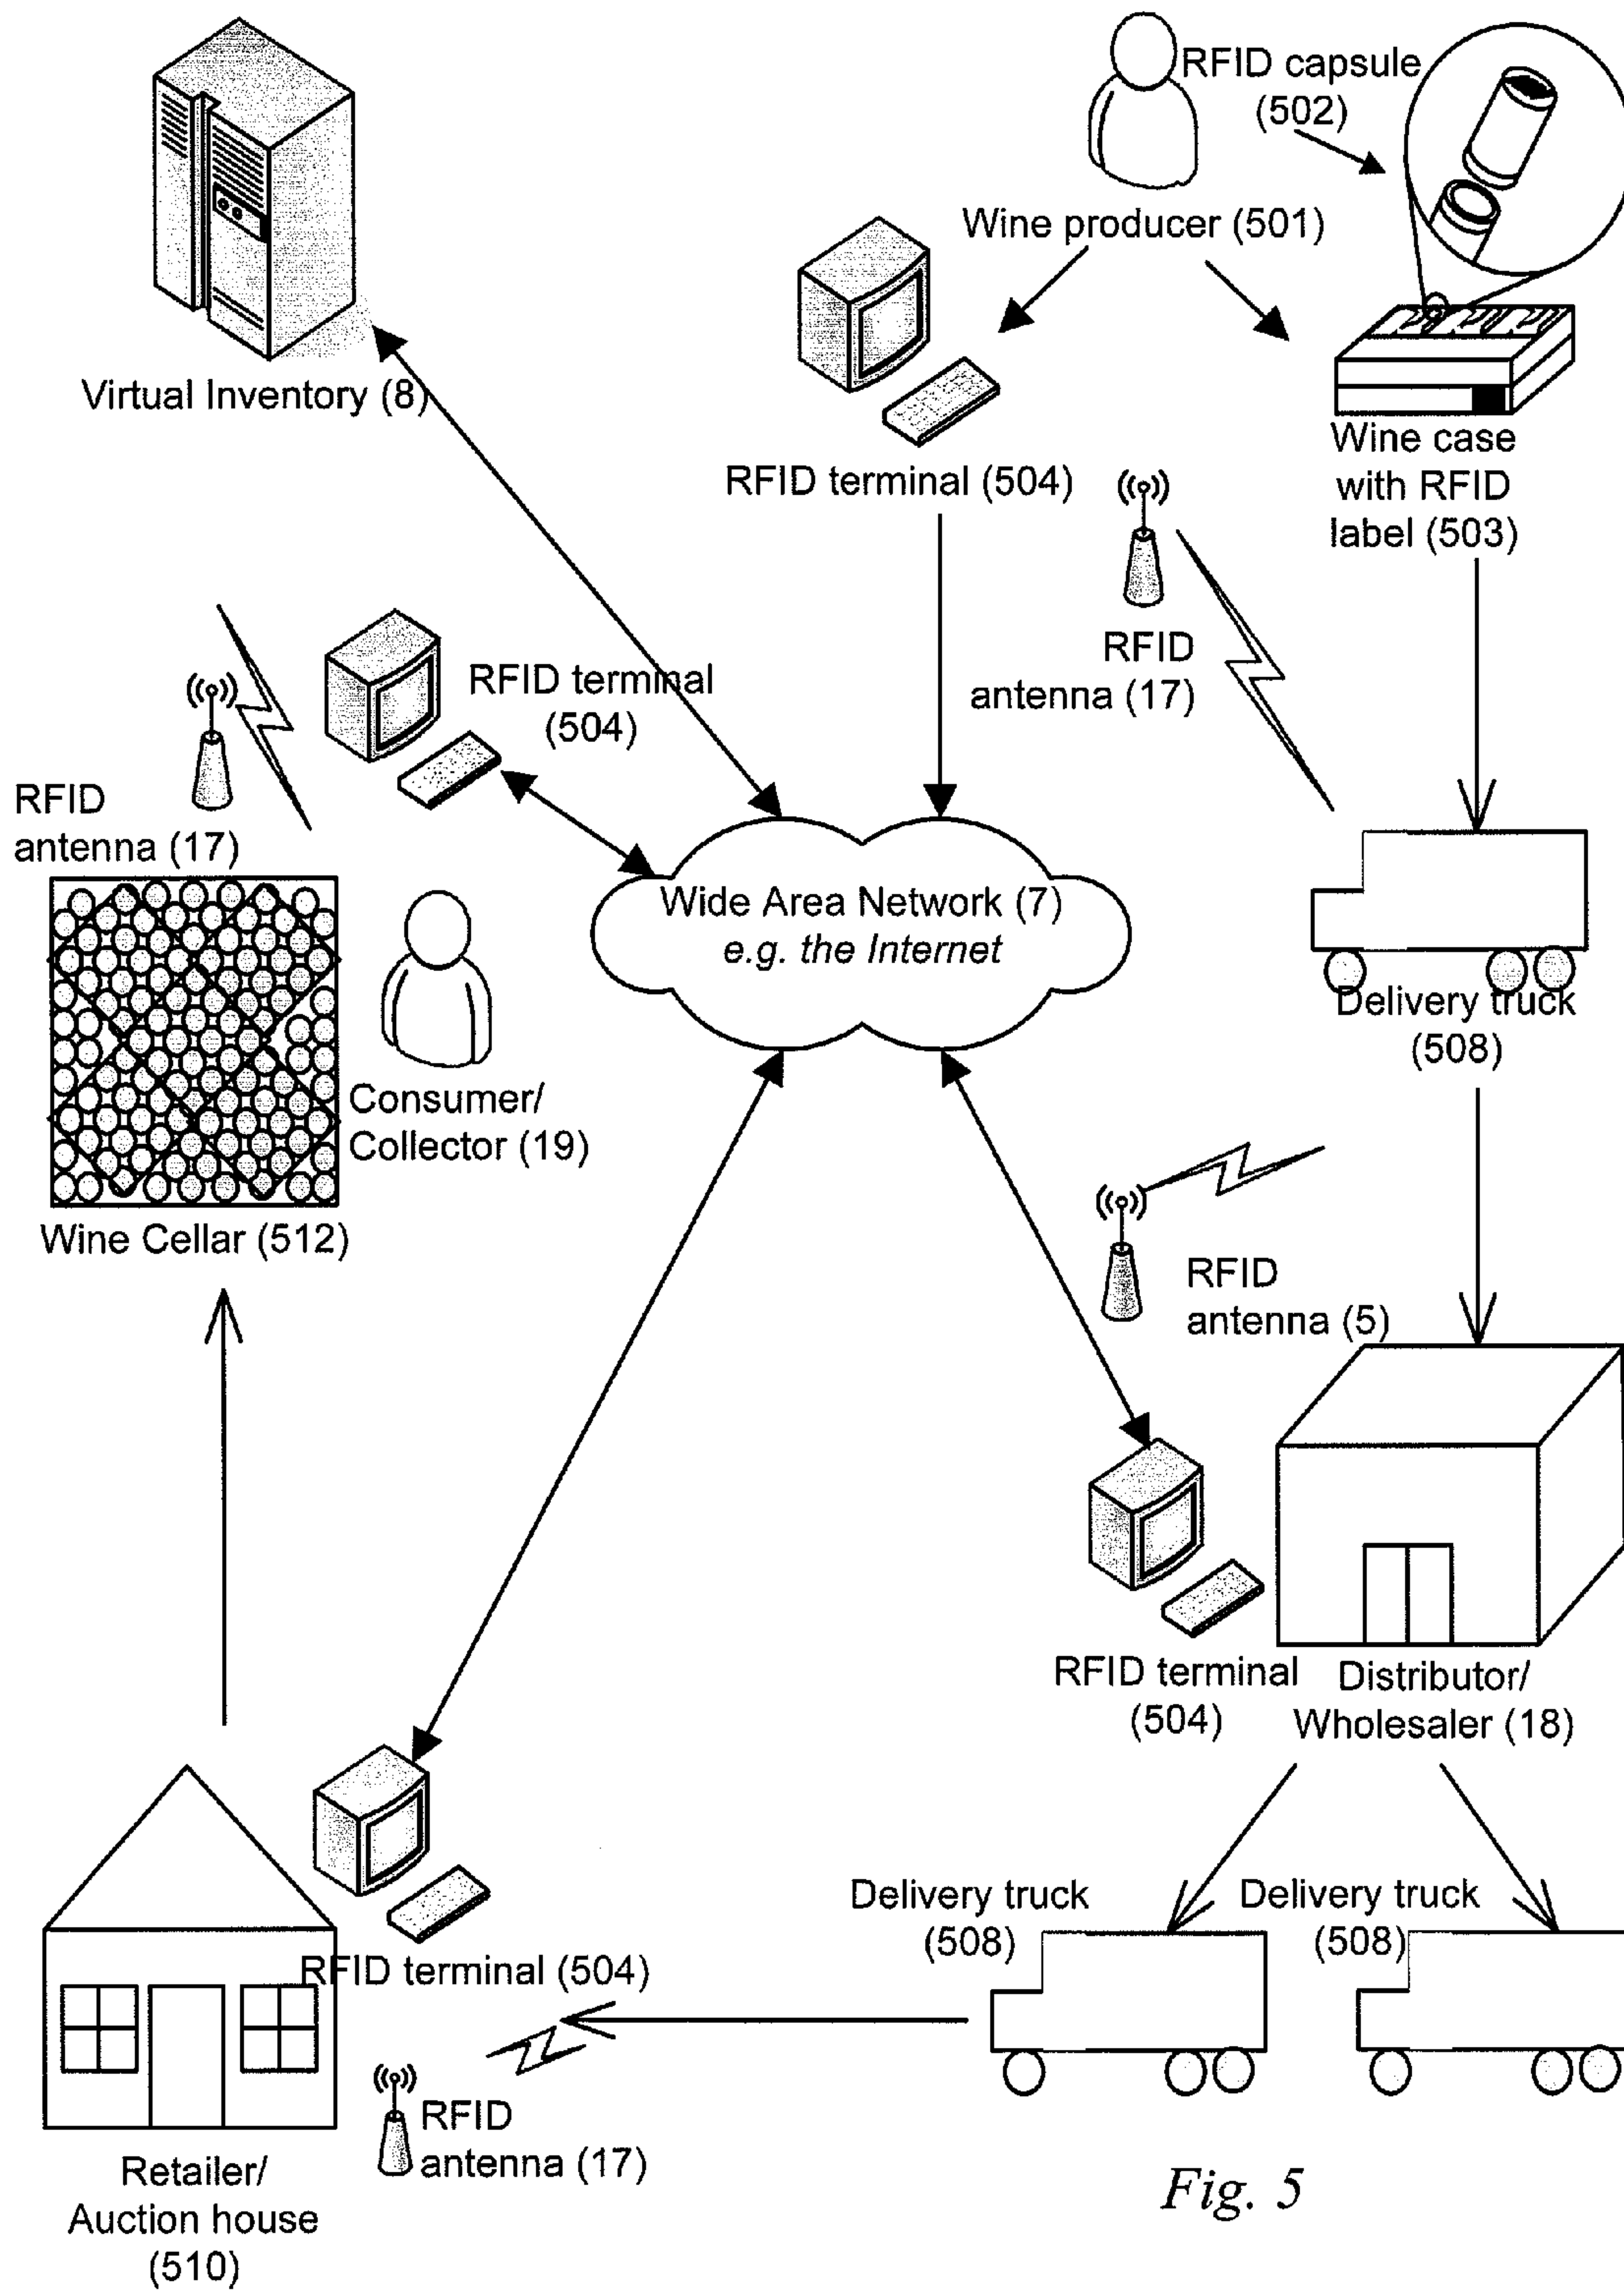 RFID capsule
(502)
Wine producer (501)
Virtual Inventory (8)
RFID terminal (504)
Wine case
with RFID
label (503)
RFID
antenna (17)
RFID terminal
(504)
RFID
antenna (17)
Wide Area Network (7)
e.g. the Internet
Delivery truck
(508)
Consumer/
Collector (19)
Wine Cellar (512)
RFID
antenna (5)
RFID terminal
(504)
Distributor/
Wholesaler (18)
Delivery truck
(508)
Delivery truck
(508)
RFID terminal (504)
RFID
antenna (17)
Retailer/
Auction house
(510)
Fig. 5